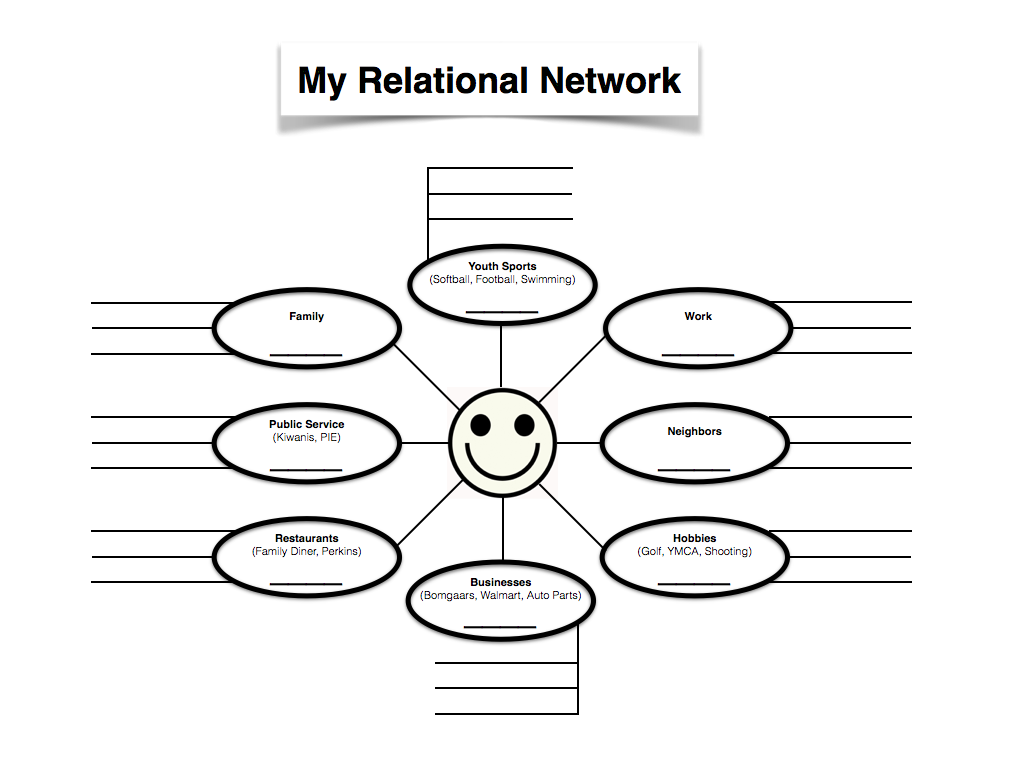 My Relational Network
Youth Sports
(Softball, Football, Swimming)
Family
Work
Public Service
(Kiwanis, PIE)
Neighbors
Restaurants
(Family Diner, Perkins)
Hobbies
(Golf, YMCA, Shooting)
Businesses
(Bomgaars, Walmart, Auto Parts)